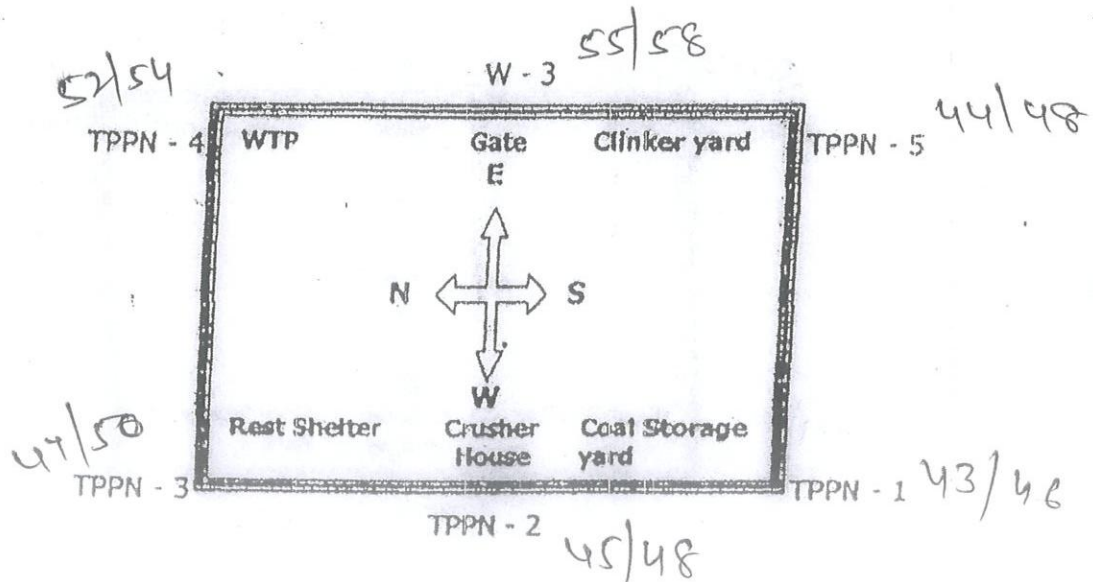 55/58
52/54
W - 3
44/48
TPPN - 4
WTP
Gate
Clinker yard
TPPN - 5
E
N
S
W
Rest Shelter
Crusher House
Coal Storage yard
47/50
TPPN - 3
TPPN - 1
43/46
TPPN - 2
45/48